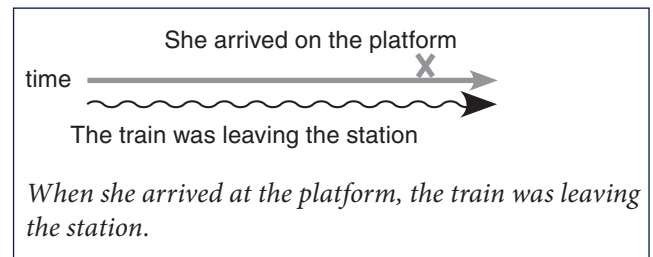 She arrived on the platform
time
The train was leaving the station
When she arrived at the platform, the train was leaving
the station.